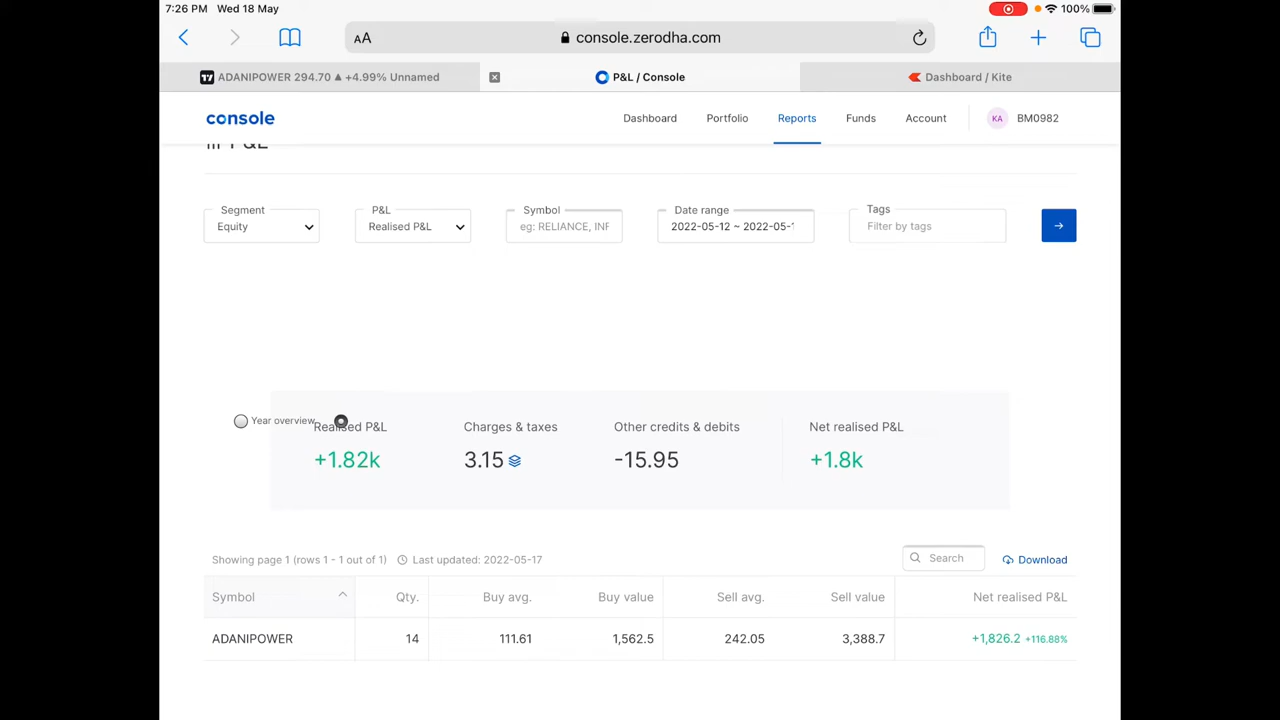 7:26 PM Wed 18 May 100%
AA console.zerodha.com
ADANIPOWER 294.70 ▲ +4.99% Unnamed P&L / Console Dashboard / Kite
console Dashboard Portfolio Reports Funds Account KA BM0982
P&L
Segment P&L Symbol Date range Tags
Equity Realised P&L eg: RELIANCE, INF 2022-05-12 ~ 2022-05-1 Filter by tags
Year overview
Realised P&L Charges & taxes Other credits & debits Net realised P&L
+1.82k 3.15 -15.95 +1.8k
Showing page 1 (rows 1 - 1 out of 1) Last updated: 2022-05-17 Search Download
Symbol Qty. Buy avg. Buy value Sell avg. Sell value Net realised P&L
ADANIPOWER 14 111.61 1,562.5 242.05 3,388.7 +1,826.2 +116.88%